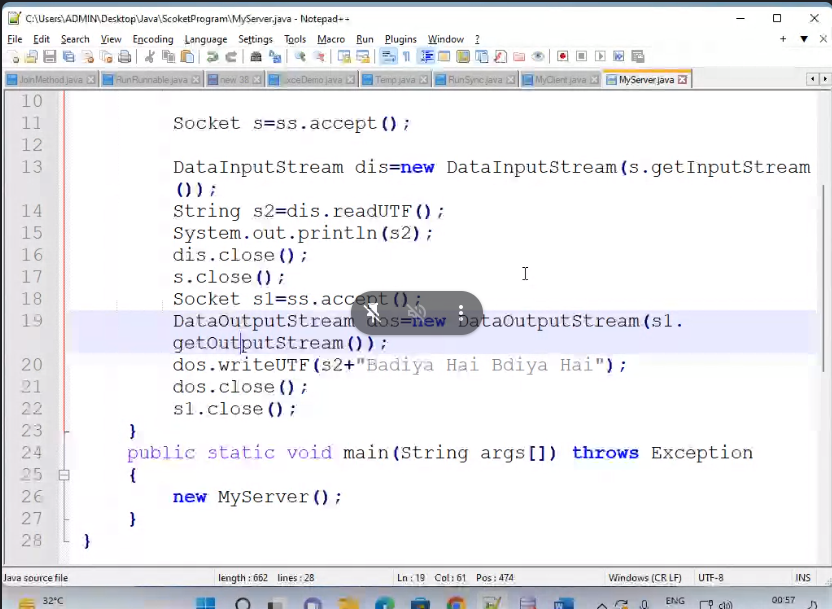 C:\Users\ADMIN\Desktop\Java\ScoketProgram\MyServer.java - Notepad++
File Edit Search View Encoding Language Settings Tools Macro Run Plugins Window ?
JoinMethod.java RunRunnable.java new 38 ExceDemo.java Temp.java RunSync.java MyClient.java MyServer.java
10
11 Socket s=ss.accept();
12
13 DataInputStream dis=new DataInputStream(s.getInputStream
());
14 String s2=dis.readUTF();
15 System.out.println(s2);
16 dis.close();
17 s.close();
18 Socket s1=ss.accept();
19 DataOutputStream dos=new DataOutputStream(s1.
getOutputStream());
20 dos.writeUTF(s2+"Badiya Hai Bdiya Hai");
21 dos.close();
22 s1.close();
23 }
24 public static void main(String args[]) throws Exception
25 {
26 new MyServer();
27 }
28 }
Java source file length : 662 lines : 28 Ln : 19 Col : 61 Pos : 474 Windows (CR LF) UTF-8 INS
32°C ENG 00:57